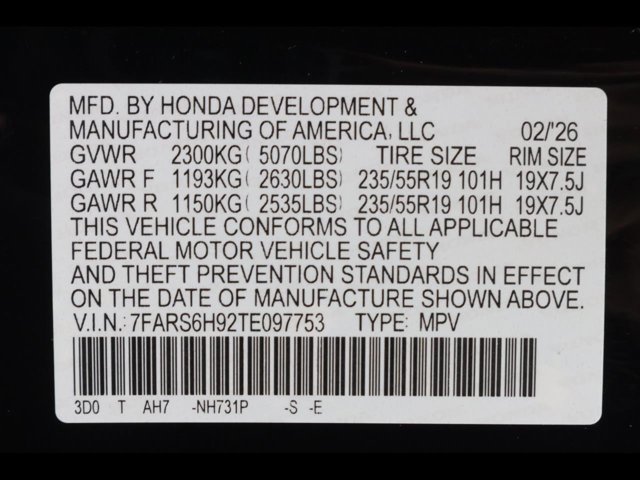 MFD. BY HONDA DEVELOPMENT &
MANUFACTURING OF AMERICA, LLC 02/'26
GVWR 2300KG( 5070LBS) TIRE SIZE RIM SIZE
GAWR F 1193KG( 2630LBS) 235/55R19 101H 19X7.5J
GAWR R 1150KG( 2535LBS) 235/55R19 101H 19X7.5J
THIS VEHICLE CONFORMS TO ALL APPLICABLE
FEDERAL MOTOR VEHICLE SAFETY
AND THEFT PREVENTION STANDARDS IN EFFECT
ON THE DATE OF MANUFACTURE SHOWN ABOVE.
V.I.N.: 7FARS6H92TE097753 TYPE: MPV
3D0 T AH7 -NH731P -S -E